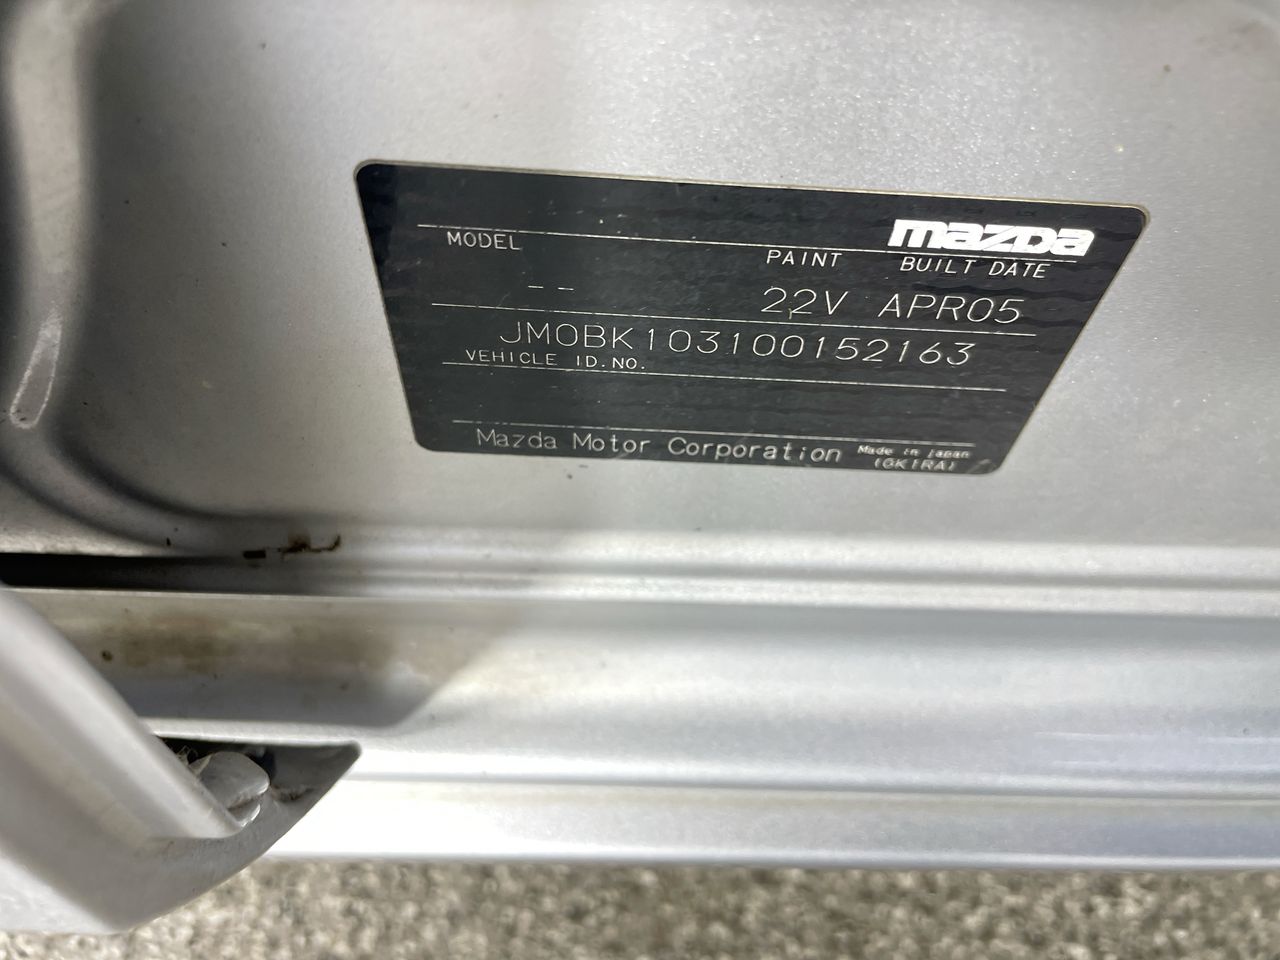 mazda
MODEL PAINT BUILT DATE
-- 22V APR05
JM0BK103100152163
VEHICLE ID.NO.
Mazda Motor Corporation Made in Japan
(GKIRA)